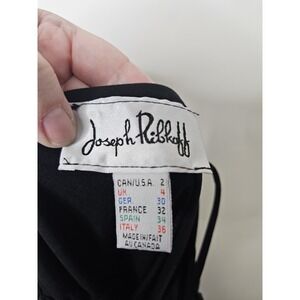 Joseph Ribkoff
CAN/U.S.A. 2
UK 4
GER 30
FRANCE 32
SPAIN 34
ITALY 36
MADE IN/FAIT
AU CANADA